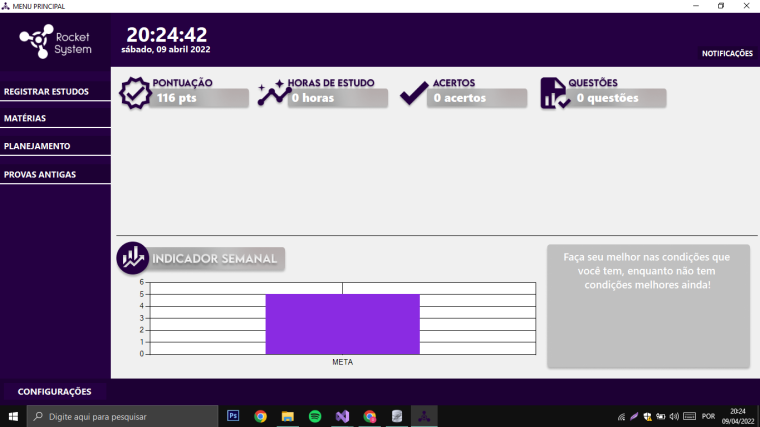 MENU PRINCIPAL
Rocket
System
20:24:42
sábado, 09 abril 2022
NOTIFICAÇÕES
REGISTRAR ESTUDOS
MATÉRIAS
PLANEJAMENTO
PROVAS ANTIGAS
PONTUAÇÃO
116 pts
HORAS DE ESTUDO
0 horas
ACERTOS
0 acertos
QUESTÕES
0 questões
INDICADOR SEMANAL
6
5
4
3
2
1
0
META
Faça seu melhor nas condições que
você tem, enquanto não tem
condições melhores ainda!
CONFIGURAÇÕES
Digite aqui para pesquisar
Ps
POR
20:24
09/04/2022